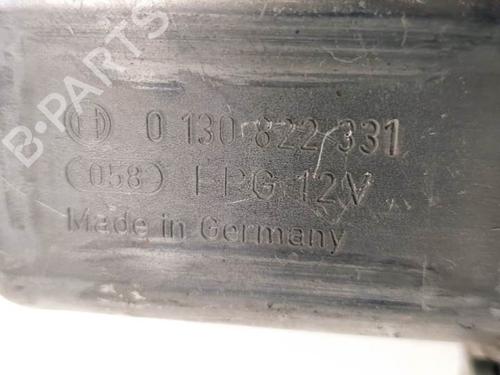 B-PARTS
0 130 822 331
058 FPG 12V
Made in Germany